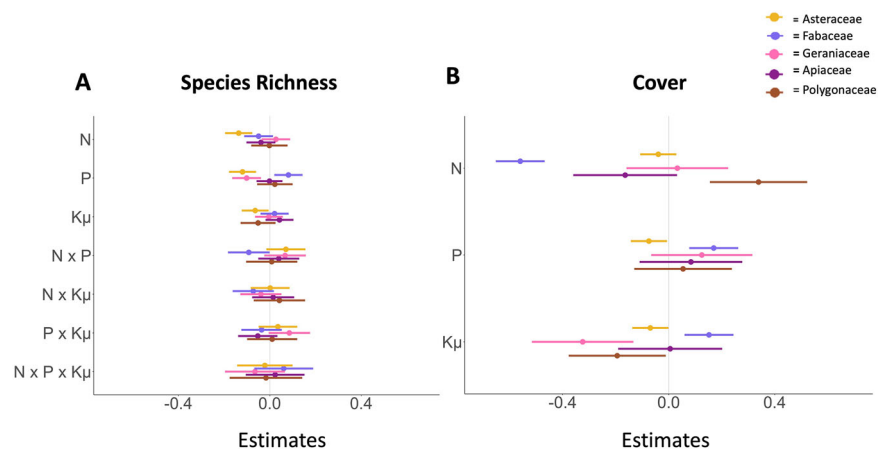 = Asteraceae
= Fabaceae
= Geraniaceae
= Apiaceae
= Polygonaceae
A Species Richness
B Cover
N
P
Kµ
N x P
N x Kµ
P x Kµ
N x P x Kµ
-0.4 0.0 0.4
Estimates
N
P
Kµ
-0.4 0.0 0.4
Estimates